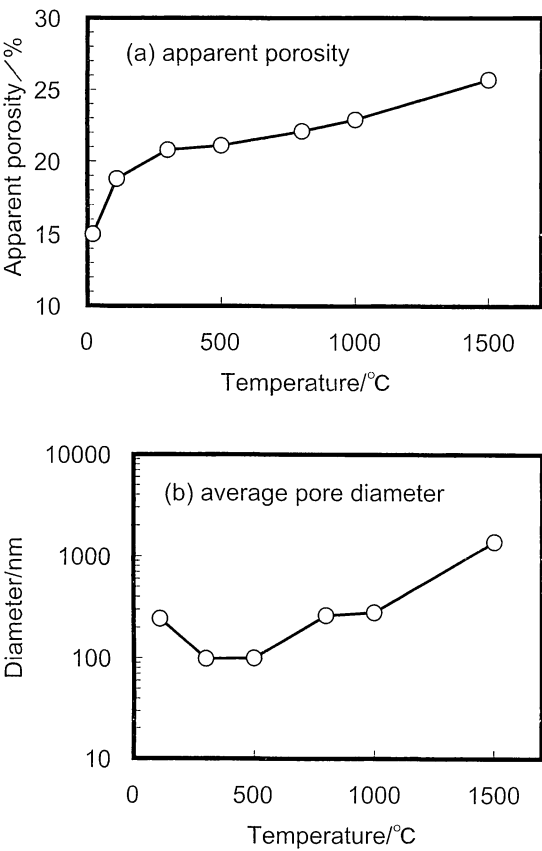 30
(a) apparent porosity
25
20
15
10
Apparent porosity／%
0
500
1000
1500
Temperature/℃
10000
(b) average pore diameter
1000
100
10
Diameter/nm
0
500
1000
1500
Temperature/℃